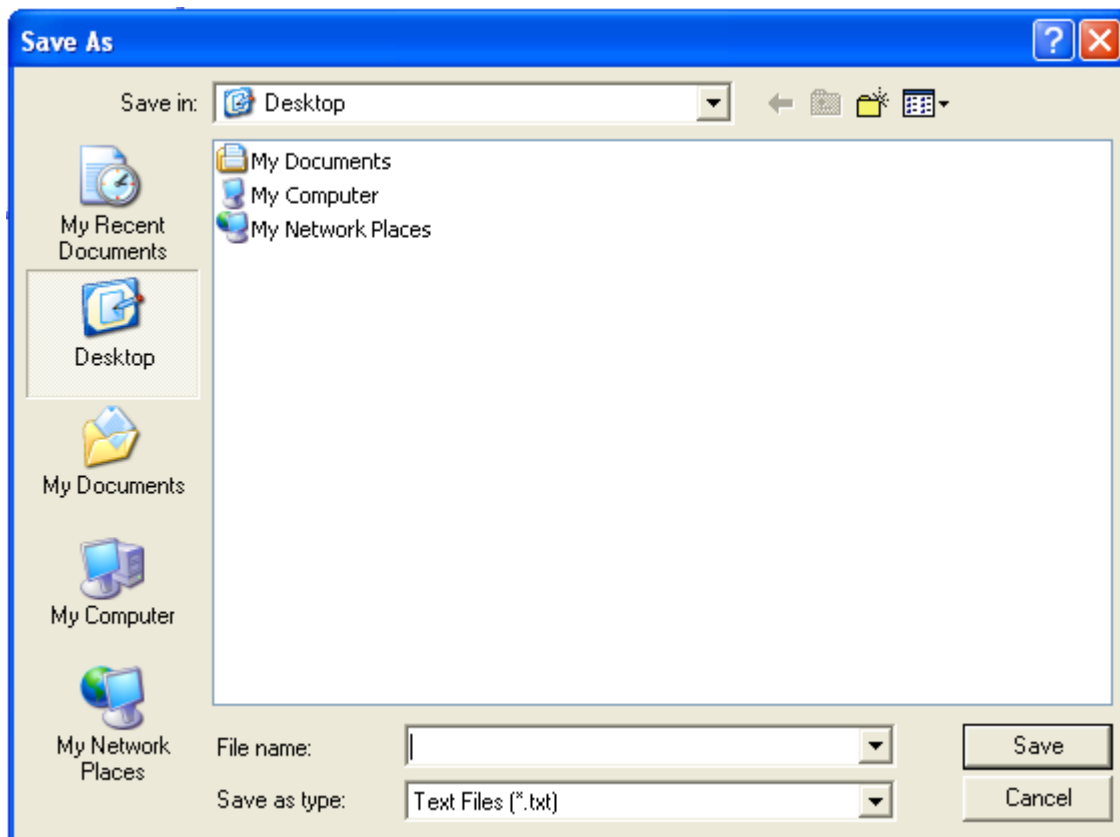 Save As
Save in:
Desktop
My Recent
Documents
Desktop
My Documents
My Computer
My Network
Places
My Documents
My Computer
My Network Places
File name:
Save
Save as type:
Text Files (*.txt)
Cancel